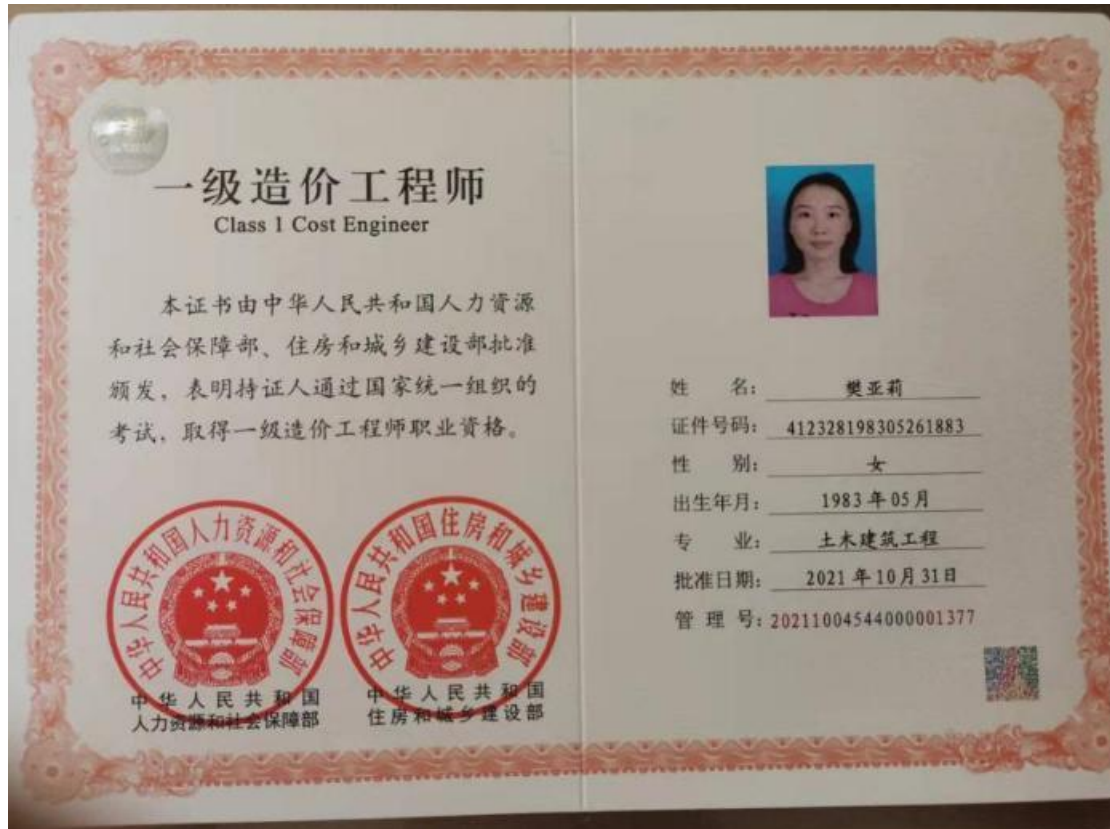 一级造价工程师
Class 1 Cost Engineer
本证书由中华人民共和国人力资源
和社会保障部、住房和城乡建设部批准
颁发，表明持证人通过国家统一组织的
考试，取得一级造价工程师职业资格。
中华人民共和国人力资源和社会保障部
中华人民共和国住房和城乡建设部
中华人民共和国
人力资源和社会保障部
中华人民共和国
住房和城乡建设部
姓 名： 樊亚莉
证件号码： 412328198305261883
性 别： 女
出生年月： 1983年05月
专 业： 土木建筑工程
批准日期： 2021年10月31日
管 理 号：20211004544000001377